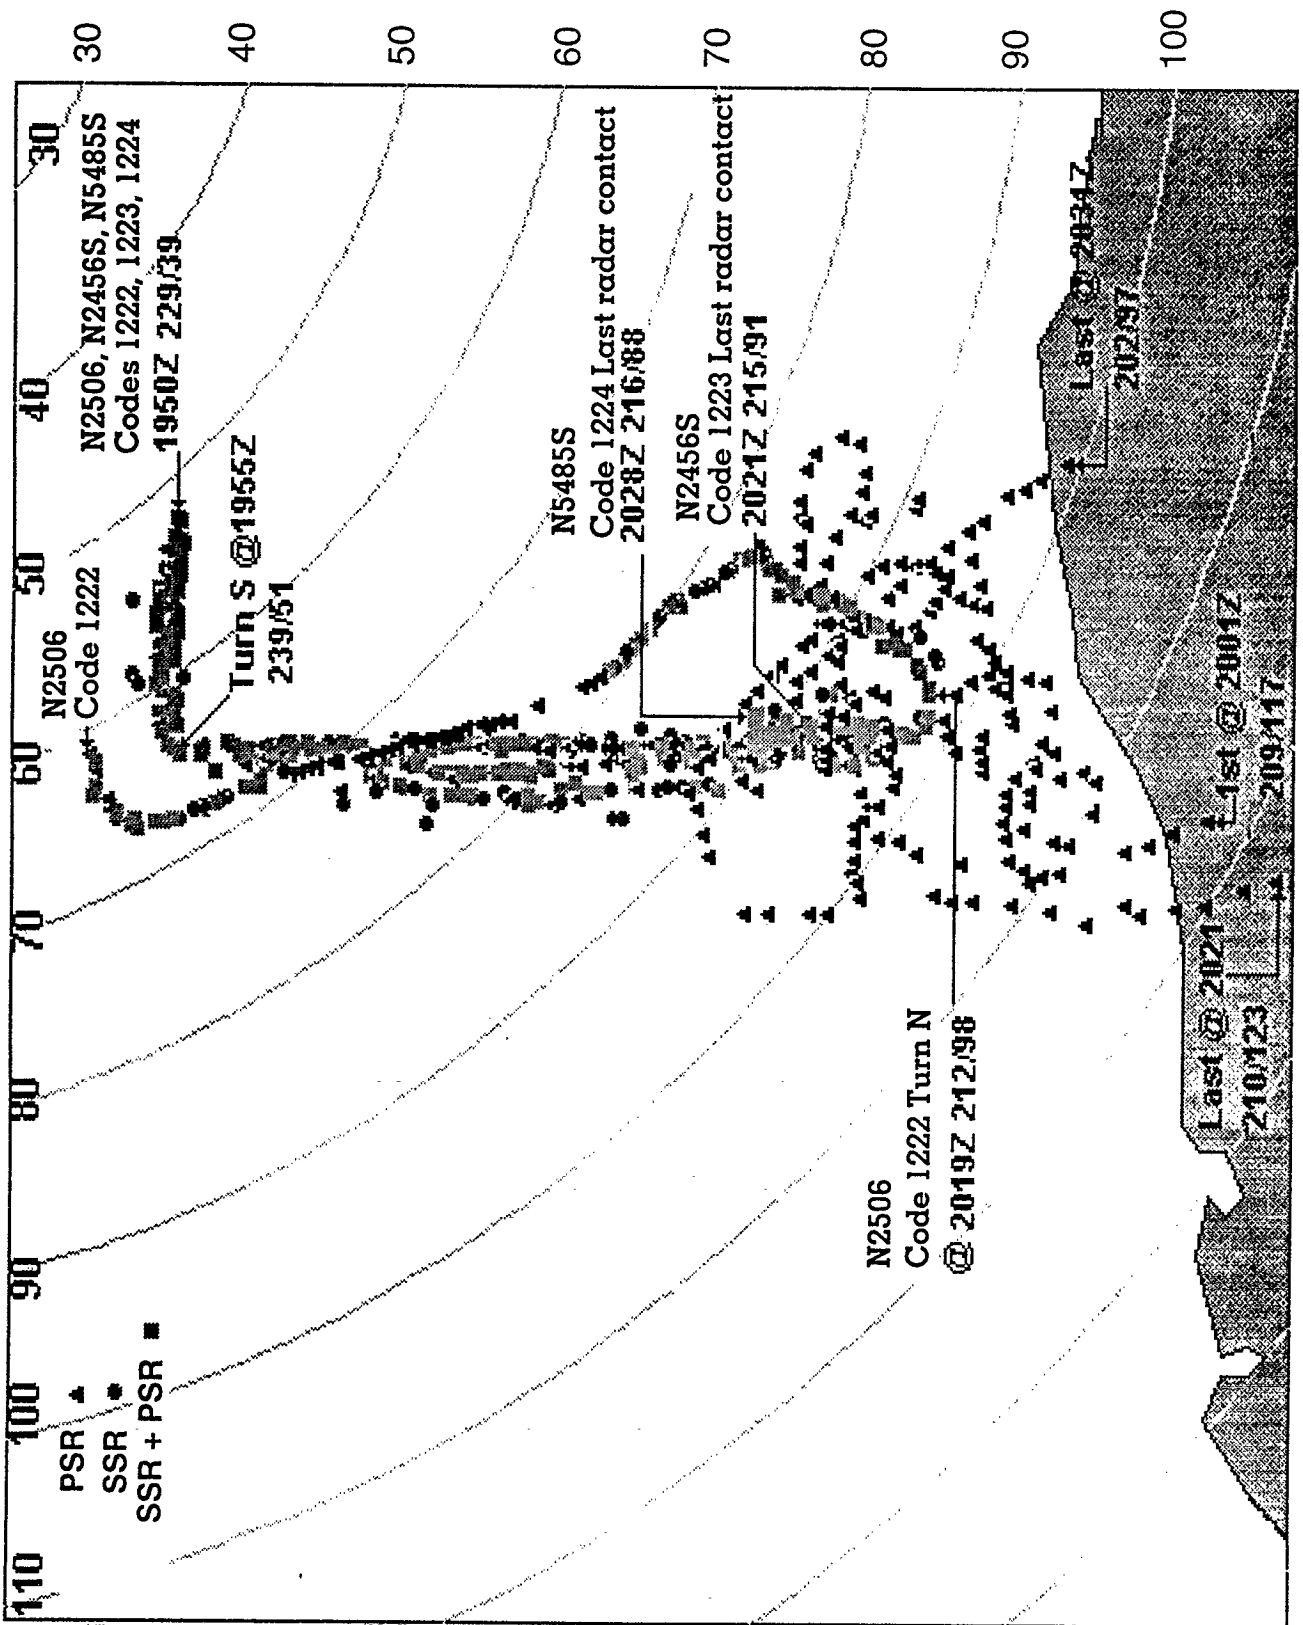 110
100
90
80
70
60
50
40
30
PSR
SSR
SSR + PSR
N2506
Code 1222
N2506, N2456S, N5485S
Codes 1222, 1223, 1224
1950Z 229/39
Turn S @1955Z
239/51
N5485S
Code 1224 Last radar contact
2028Z 216/88
N2456S
Code 1223 Last radar contact
2021Z 215/91
N2506
Code 1222 Turn N
@ 2019Z 212/98
Last @ 2034Z
202/97
1st @ 2001Z
209/117
Last @ 2021
210/123
30
40
50
60
70
80
90
100